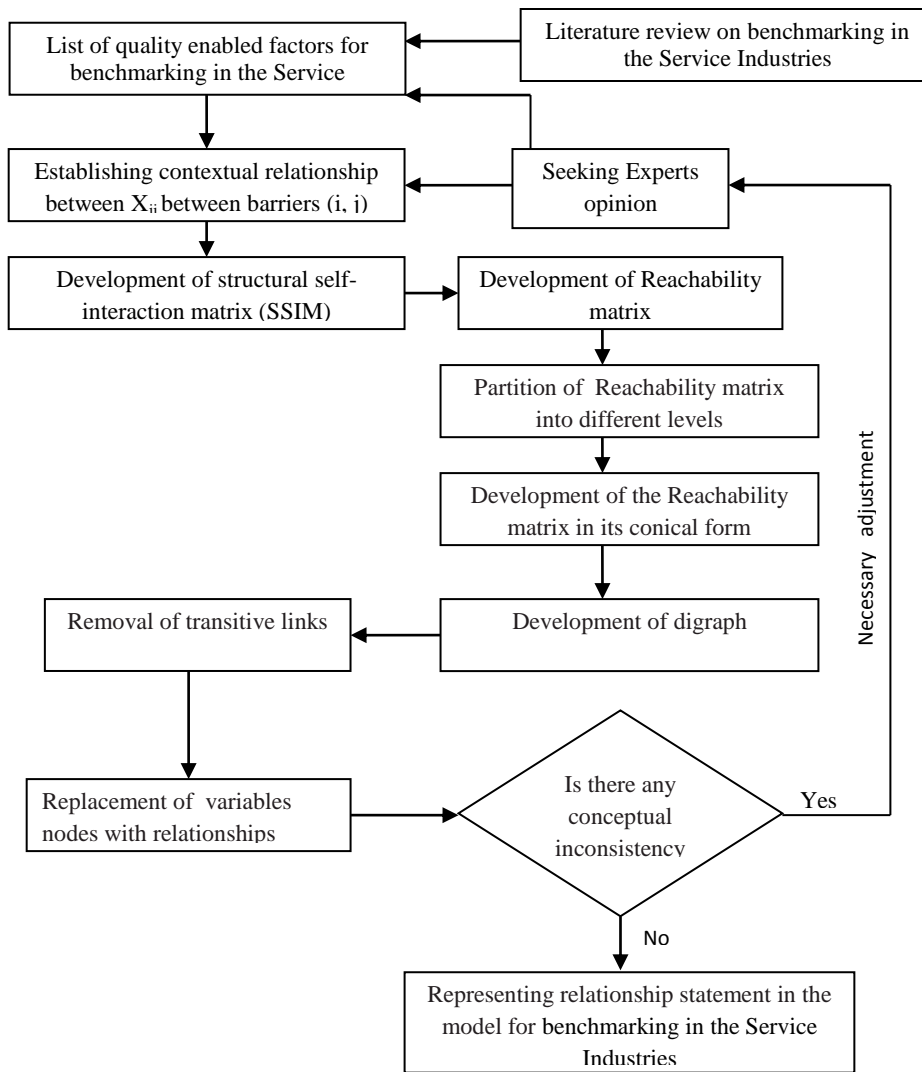 List of quality enabled factors for
benchmarking in the Service
Literature review on benchmarking in
the Service Industries
Establishing contextual relationship
between Xij between barriers (i, j)
Seeking Experts
opinion
Development of structural self-
interaction matrix (SSIM)
Development of Reachability
matrix
Partition of Reachability matrix
into different levels
Development of the Reachability
matrix in its conical form
Necessary adjustment
Removal of transitive links
Development of digraph
Replacement of variables
nodes with relationships
Is there any
conceptual
inconsistency
Yes
No
Representing relationship statement in the
model for benchmarking in the Service
Industries